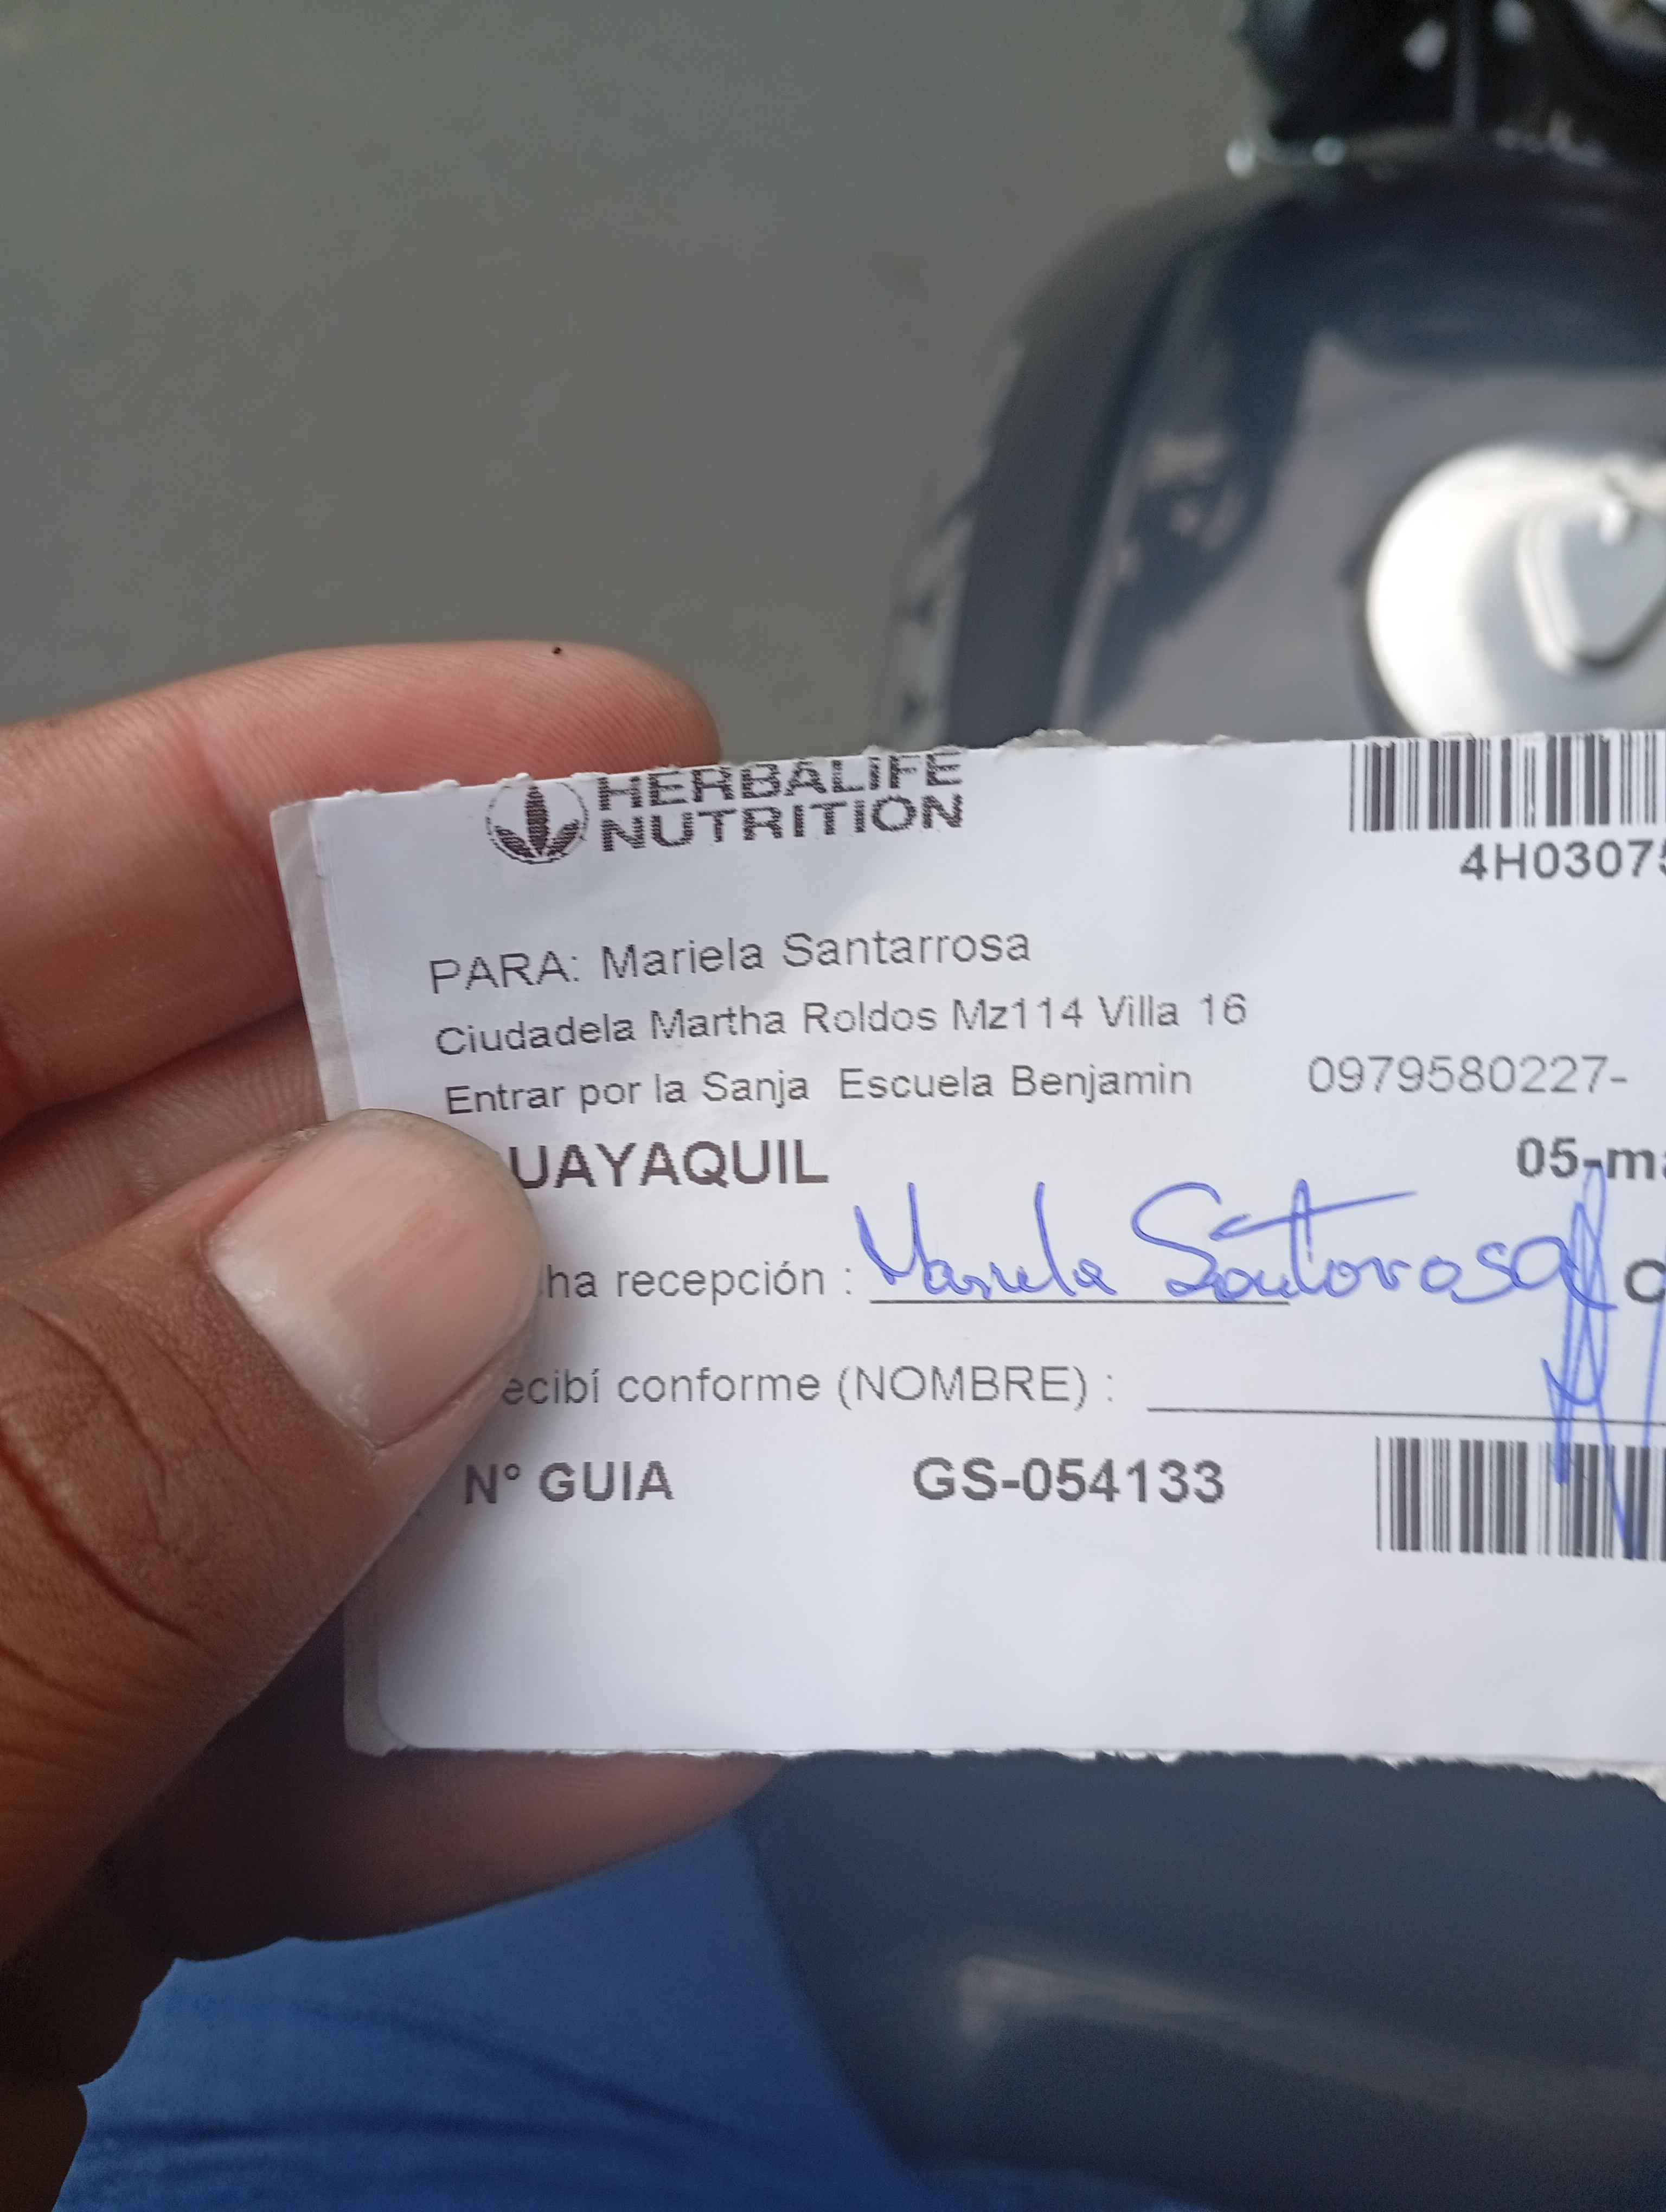 HERBALIFE
NUTRITION
4H03075
PARA: Mariela Santarrosa
Ciudadela Martha Roldos Mz114 Villa 16
Entrar por la Sanja Escuela Benjamin 0979580227-
UAYAQUIL 05-ma
ha recepción : Mariela Santarrosa
ecibí conforme (NOMBRE) :
N° GUIA GS-054133